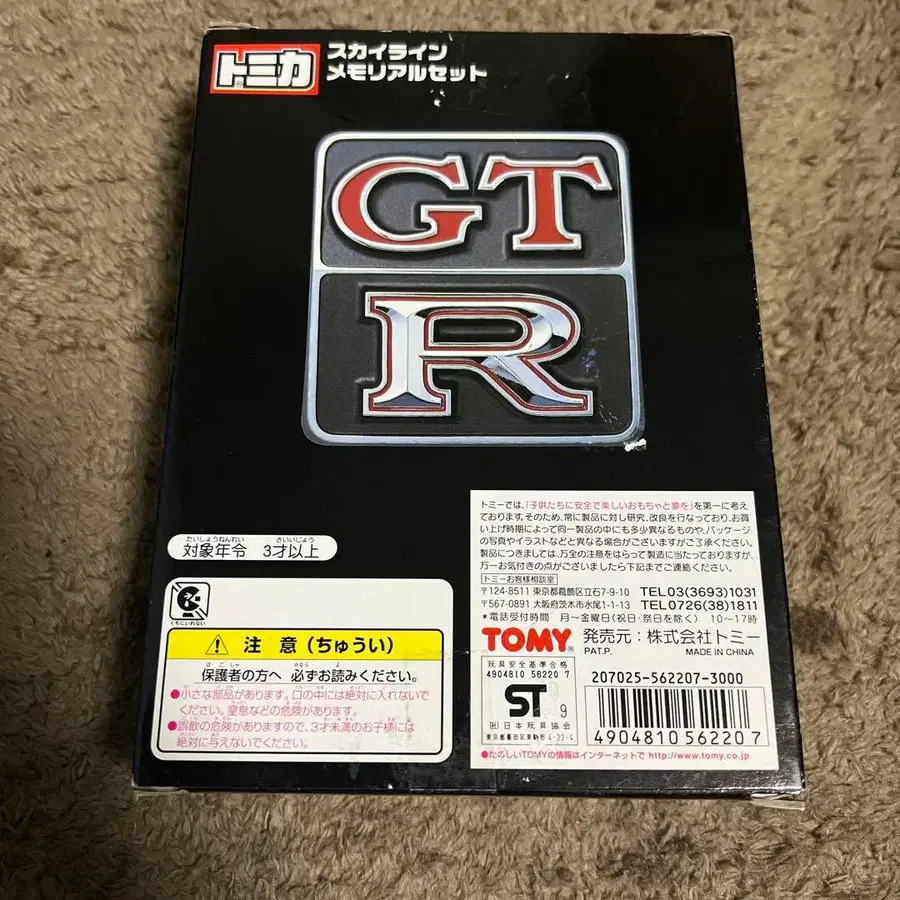 トミカ
スカイライン
メモリアルセット
GT
R
たいしょうねんれい さいいじょう
対象年令 3才以上
くちにいれない
注 意 (ちゅうい)
ほ ご しゃ かなら よ
保護者の方へ 必ずお読みください。
●小さな部品があります。口の中には絶対に入れないで
ください。窒息などの危険があります。
●誤飲の危険がありますので、3才未満のお子様には
絶対に与えないでください。
トミーでは、「子供たちに安全で楽しいおもちゃと夢を」を第一に考え
ております。そのため、常に製品に対し研究、改良を行なっており、お買
い上げ時期によって同一製品の中にも多少異なるものや、パッケージ
の写真やイラストなどと異なる場合がございますがご了承ください。
製品につきましては、万全の注意をはらって製造に当たっておりますが、
万一お気付きの点がございましたら下記までご連絡ください。
トミーお客様相談室
〒124-8511 東京都葛飾区立石7-9-10 TEL03(3693)1031
〒567-0891 大阪府茨木市水尾1-1-13 TEL0726(38)1811
*電話受付時間 月〜金曜日(祝日・祭日を除く) 10〜17時
TOMY 発売元:株式会社トミー
PAT.P. MADE IN CHINA
玩具安全基準合格
4904810 56220 7
ST 9
(社)日本玩具協会
東京都墨田区東駒形4-22-4
207025-562207-3000
4904810562207
●たのしいTOMYの情報はインターネットで http://www.tomy.co.jp